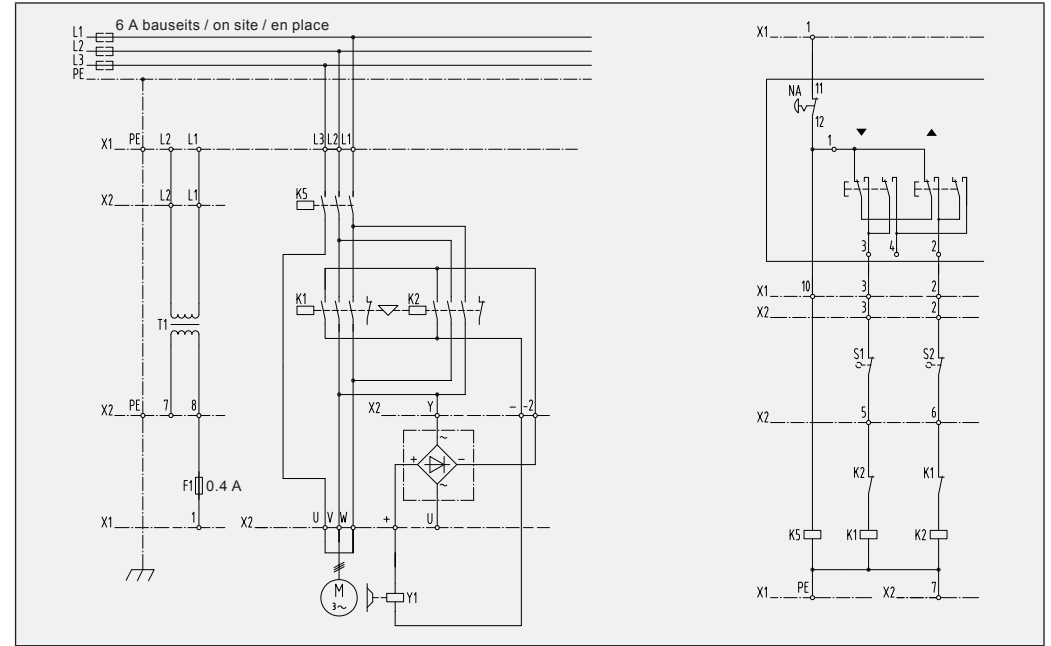 6 A bauseits / on site / en place
L1
L2
L3
PE
X1 PE L2 L1 L3 L2 L1
X2 L2 L1
K5
K1 K2
T1
X2 PE 7 8
X2 Y - -2
~
+ -
~
F1 0.4 A
X1 1
X2 U V W + U
M
3~
Y1
X1 1
NA 11
12
1
3 4 2
X1 10 3 2
X2 3 2
S1 S2
X2 5 6
K2 K1
K5 K1 K2
X1 PE X2 7